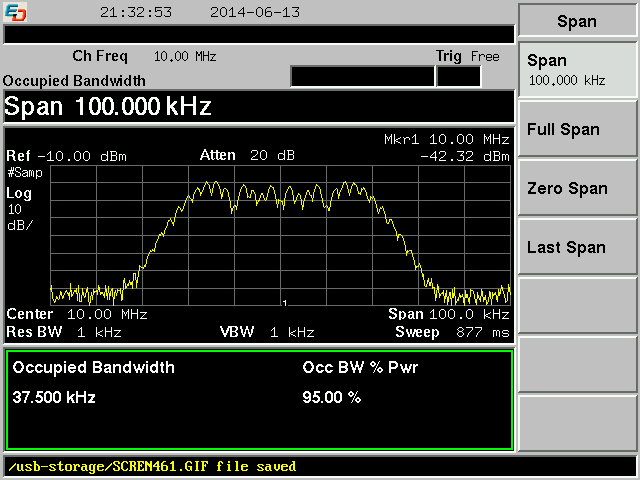 21:32:53 2014-06-13
Span
Ch Freq 10.00 MHz Trig Free
Occupied Bandwidth
Span 100.000 kHz
Span
100.000 kHz
Full Span
Zero Span
Last Span
Mkr1 10.00 MHz
Ref -10.00 dBm Atten 20 dB -42.32 dBm
#Samp
Log
10
dB/
1
Center 10.00 MHz Span 100.0 kHz
Res BW 1 kHz VBW 1 kHz Sweep 877 ms
Occupied Bandwidth Occ BW % Pwr
37.500 kHz 95.00 %
/usb-storage/SCREN461.GIF file saved